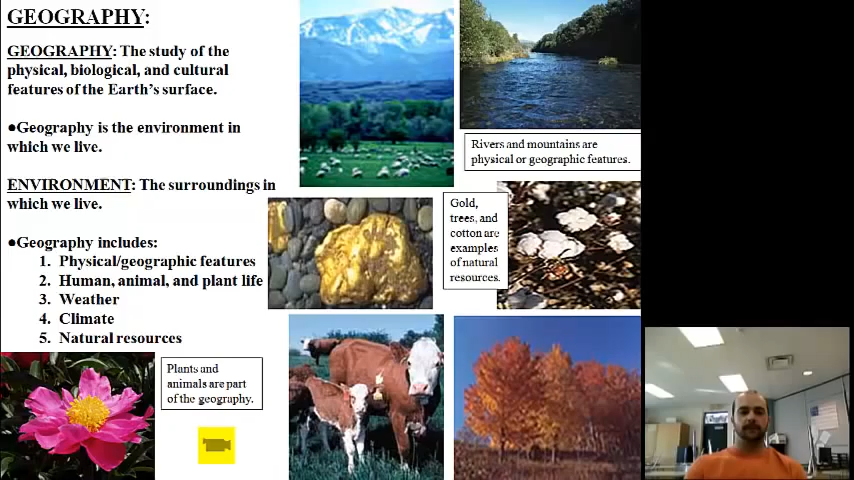 GEOGRAPHY:
GEOGRAPHY: The study of the
physical, biological, and cultural
features of the Earth's surface.
●Geography is the environment in
which we live.
ENVIRONMENT: The surroundings in
which we live.
●Geography includes:
1. Physical/geographic features
2. Human, animal, and plant life
3. Weather
4. Climate
5. Natural resources
Rivers and mountains are
physical or geographic features.
Gold,
trees, and
cotton are
examples
of natural
resources.
Plants and
animals are part
of the geography.